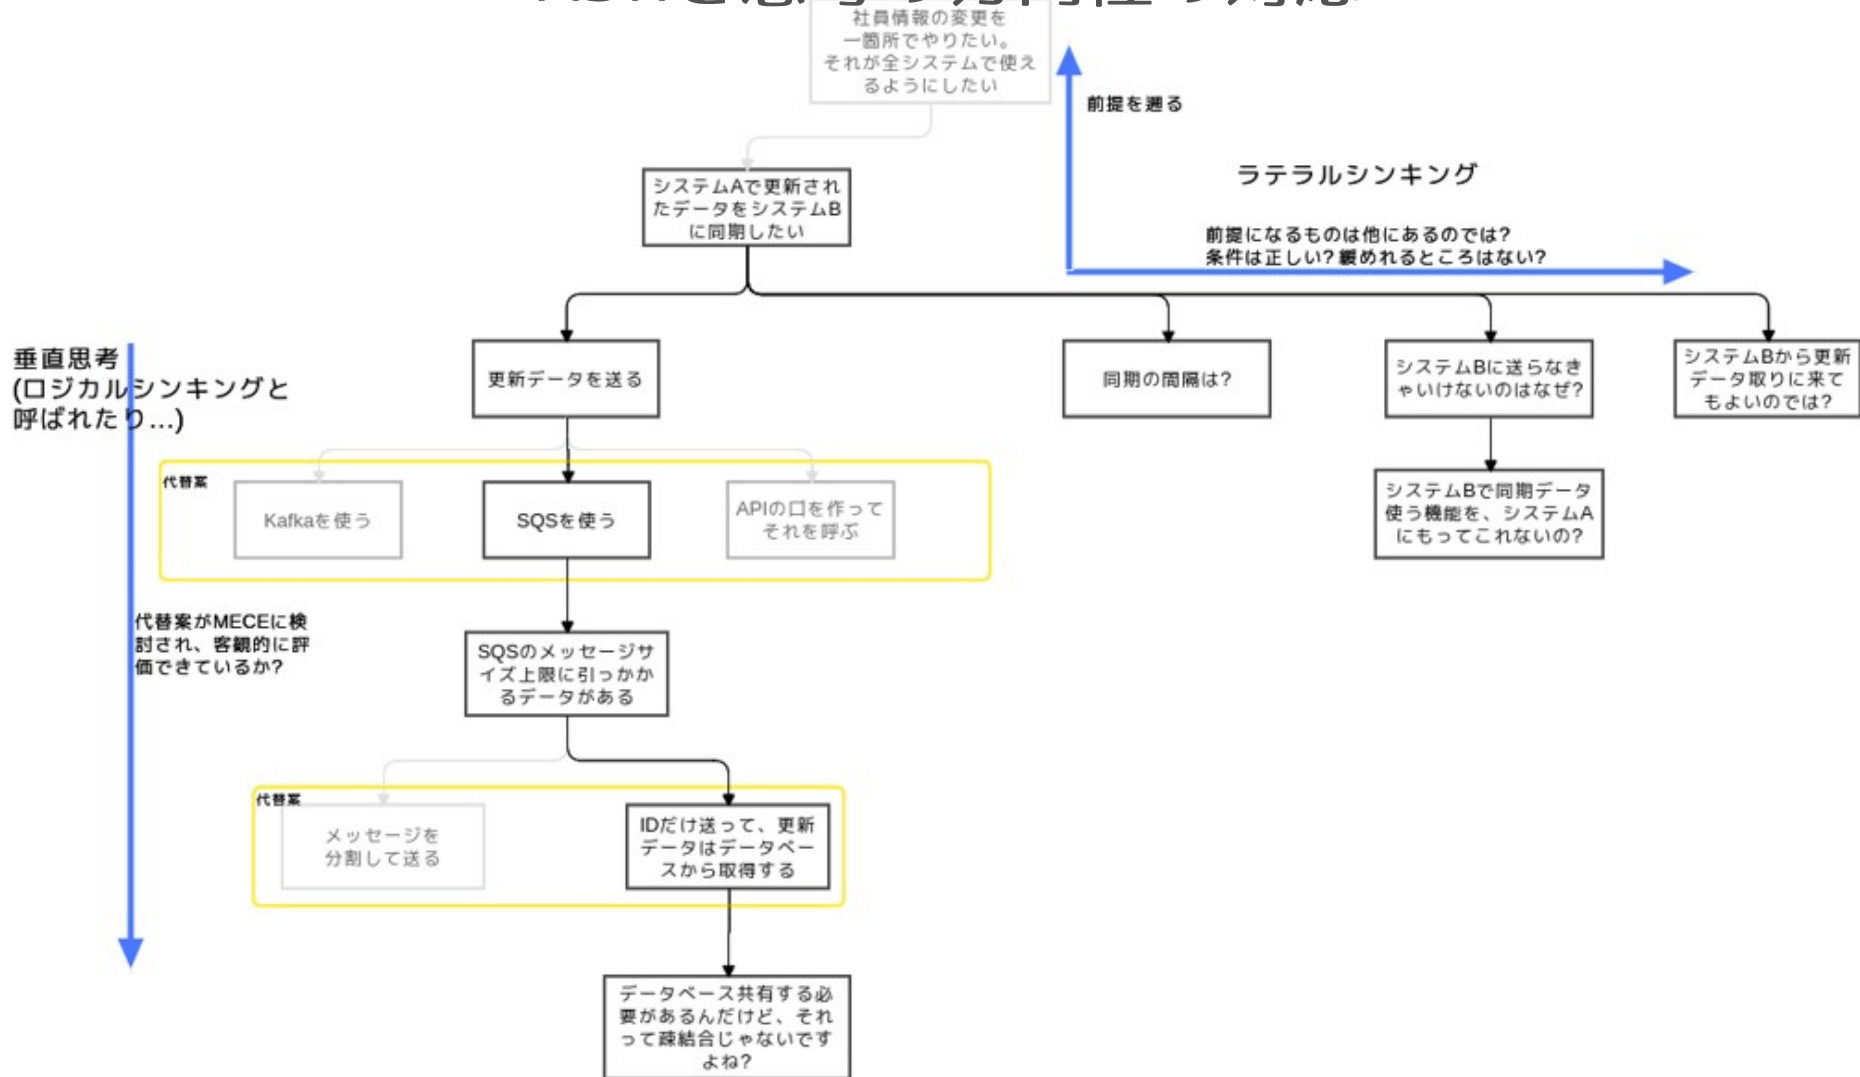 社員情報の変更を
一箇所でやりたい。
それが全システムで使え
るようにしたい
前提を遡る
ラテラルシンキング
システムAで更新され
たデータをシステムB
に同期したい
前提になるものは他にあるのでは?
条件は正しい? 緩めれるところはない?
垂直思考
(ロジカルシンキングと
呼ばれたり...)
更新データを送る
同期の間隔は?
システムBに送らなき
ゃいけないのはなぜ?
システムBから更新
データ取りに来て
もよいのでは?
代替案
Kafkaを使う
SQSを使う
APIの口を作って
それを呼ぶ
システムBで同期データ
使う機能を、システムA
にもってこれないの?
代替案がMECEに検
討され、客観的に評
価できているか?
SQSのメッセージサ
イズ上限に引っかか
るデータがある
代替案
メッセージを
分割して送る
IDだけ送って、更新
データはデータベー
スから取得する
データベース共有する必
要があるんだけど、それ
って疎結合じゃないです
よね?